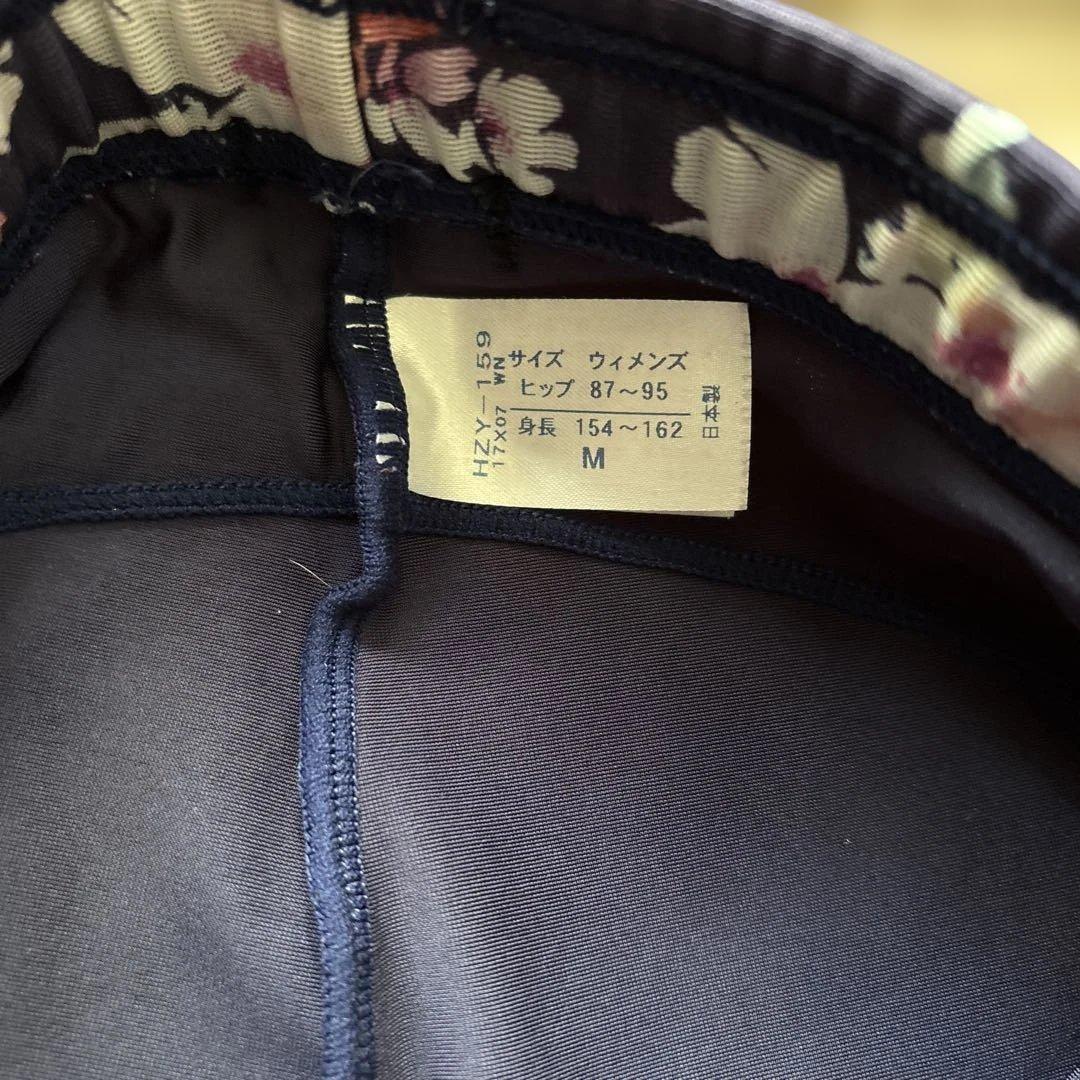 HZY-159
17X07 WN
サイズ ウィメンズ
ヒップ 87～95
身長 154～162
M
日本製